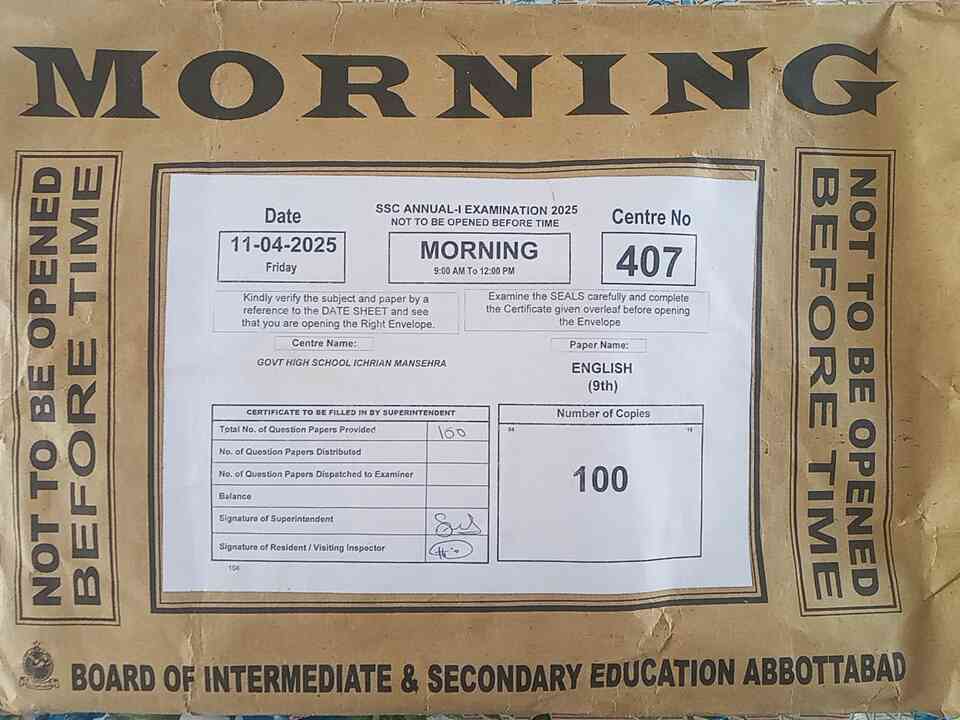 MORNING
NOT TO BE OPENED
BEFORE TIME
Date
11-04-2025
Friday
SSC ANNUAL-I EXAMINATION 2025
NOT TO BE OPENED BEFORE TIME
MORNING
9:00 AM To 12:00 PM
Centre No
407
Kindly verify the subject and paper by a
reference to the DATE SHEET and see
that you are opening the Right Envelope.
Examine the SEALS carefully and complete
the Certificate given overleaf before opening
the Envelope
Centre Name:
GOVT HIGH SCHOOL ICHRIAN MANSEHRA
Paper Name:
ENGLISH
(9th)
CERTIFICATE TO BE FILLED IN BY SUPERINTENDENT
Total No. of Question Papers Provided 100
No. of Question Papers Distributed
No. of Question Papers Dispatched to Examiner
Balance
Signature of Superintendent
Signature of Resident / Visiting Inspector
Number of Copies
100
NOT TO BE OPENED
BEFORE TIME
BOARD OF INTERMEDIATE & SECONDARY EDUCATION ABBOTTABAD